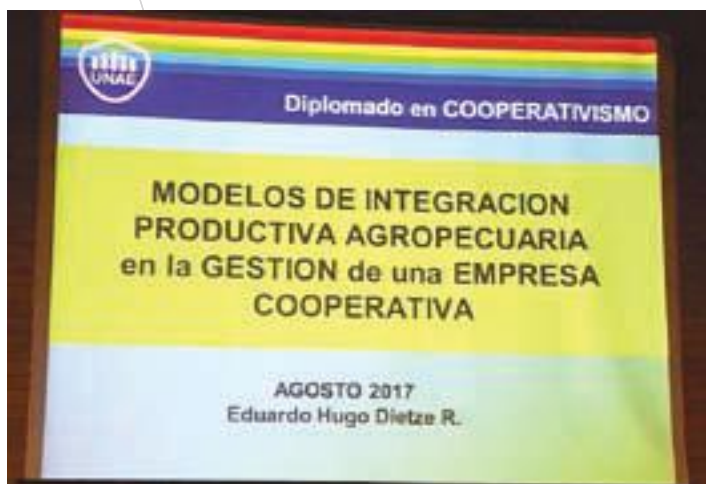 UNAE
Diplomado en COOPERATIVISMO
MODELOS DE INTEGRACION
PRODUCTIVA AGROPECUARIA
en la GESTION de una EMPRESA
COOPERATIVA
AGOSTO 2017
Eduardo Hugo Dietze R.